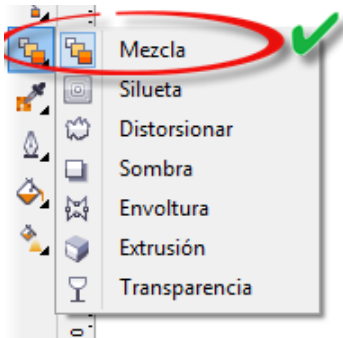 Mezcla
Silueta
Distorsionar
Sombra
Envoltura
Extrusión
Transparencia